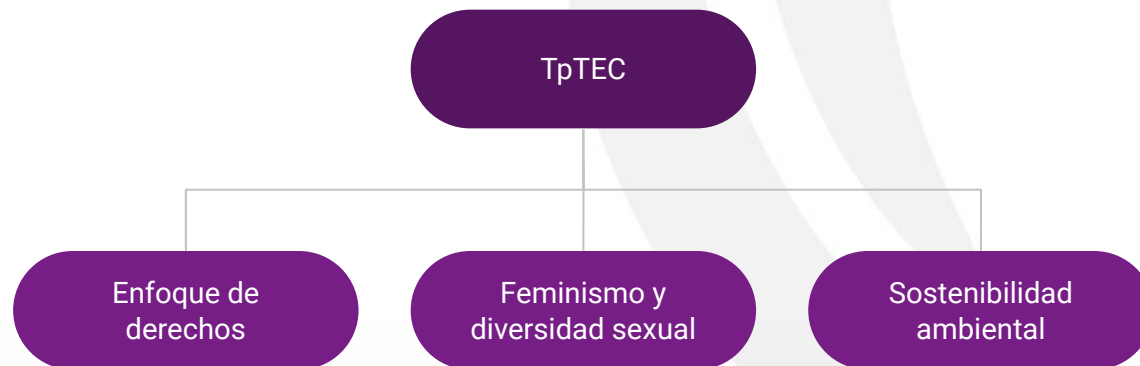 TpTEC
Enfoque de
derechos
Feminismo y
diversidad sexual
Sostenibilidad
ambiental